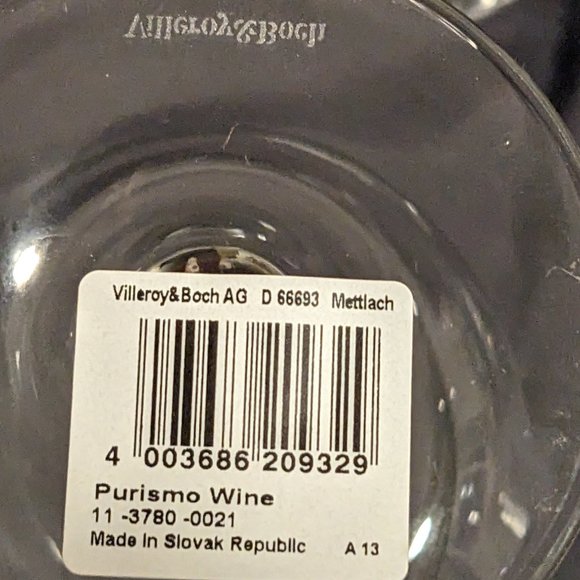 Villeroy&Boch
Villeroy&Boch AG D 66693 Mettlach
4 003686 209329
Purismo Wine
11 -3780 -0021
Made in Slovak Republic A 13